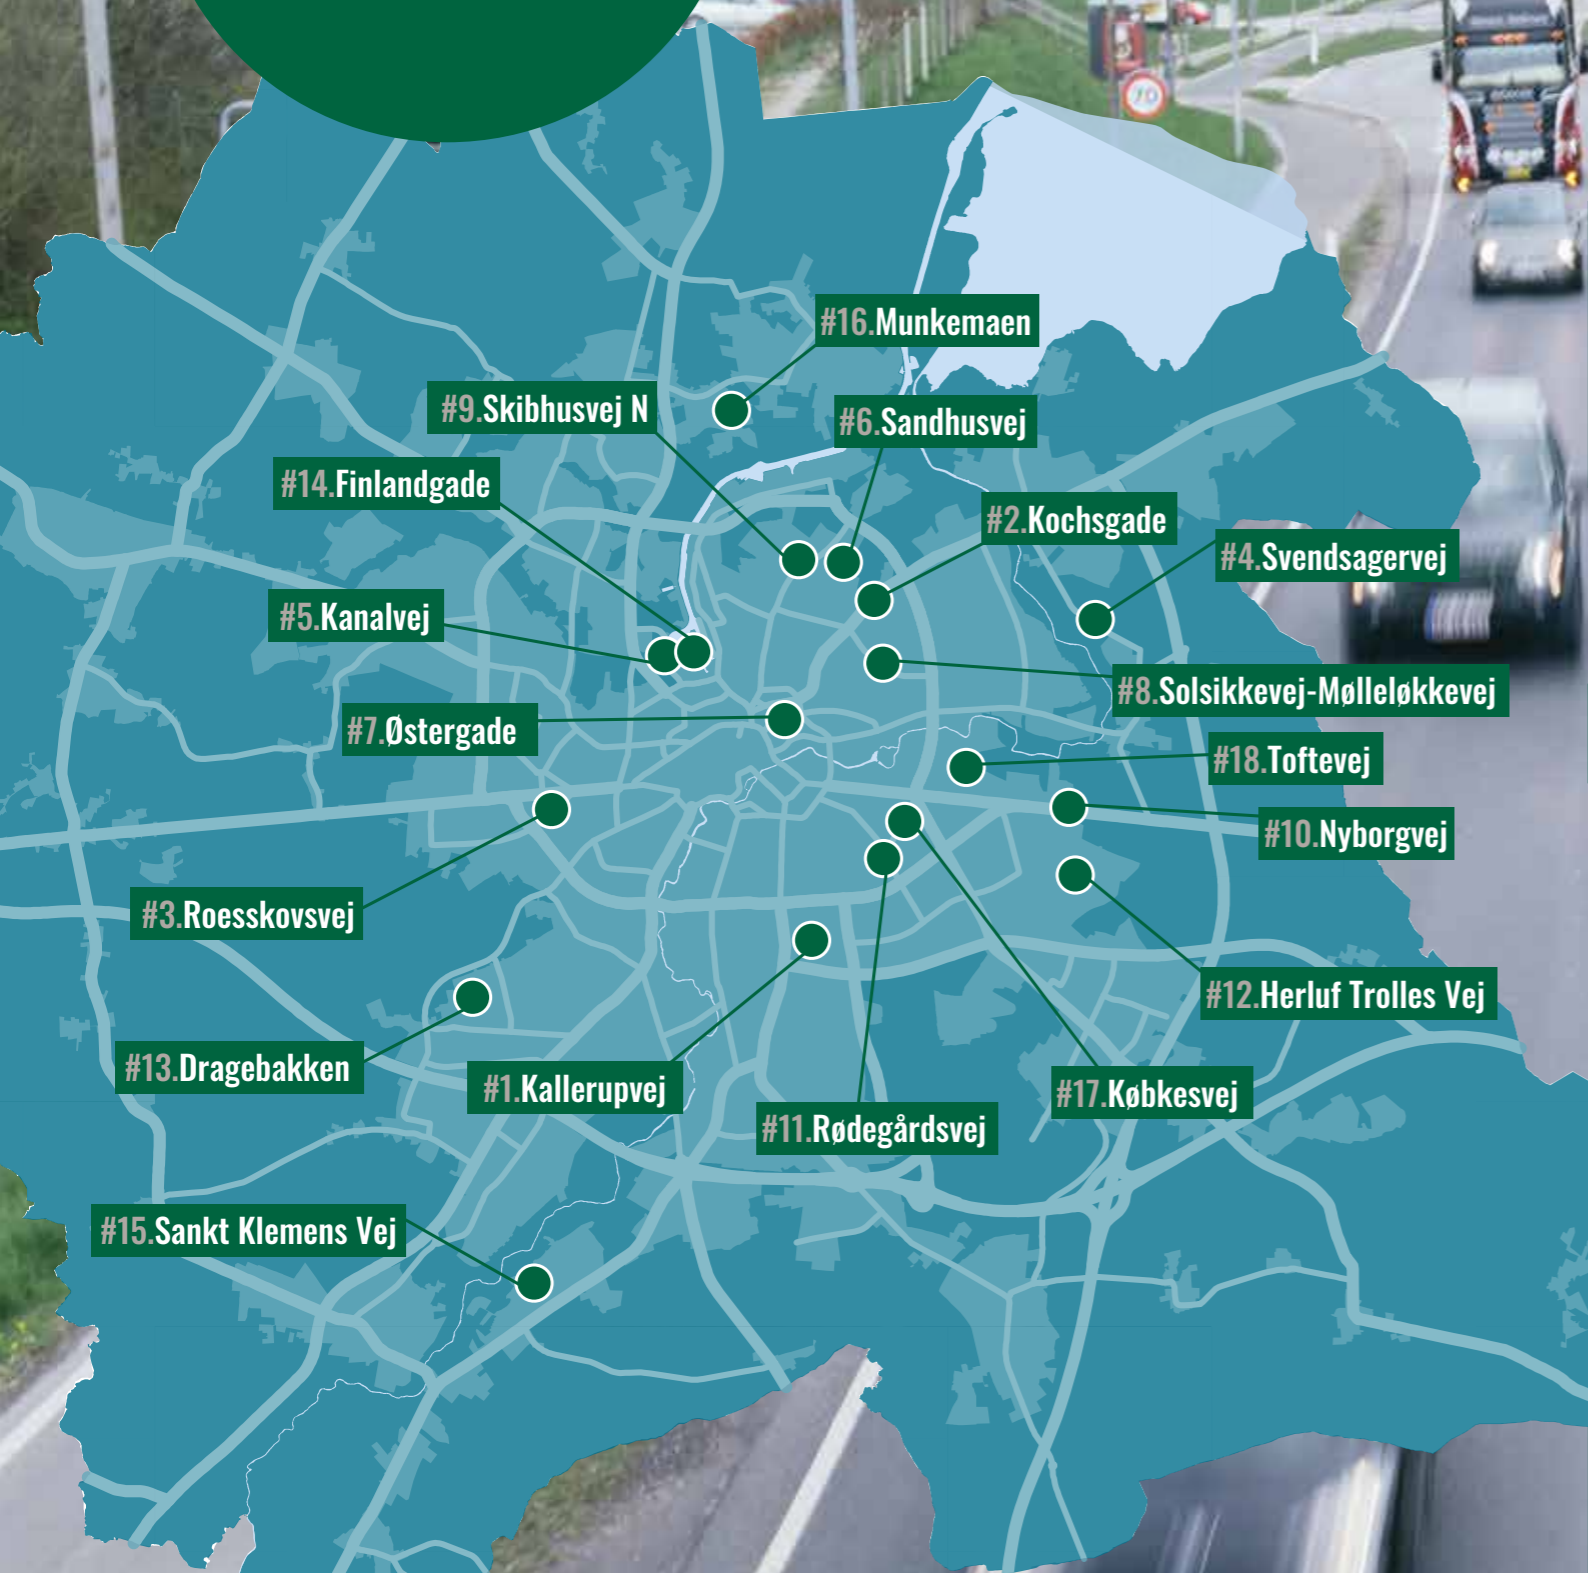 #16.Munkemaen
#9.Skibhusvej N
#6.Sandhusvej
#14.Finlandgade
#2.Kochsgade
#4.Svendsagervej
#5.Kanalvej
#8.Solsikkevej-Mølleløkkevej
#7.Østergade
#18.Toftevej
#10.Nyborgvej
#3.Roesskovsvej
#12.Herluf Trolles Vej
#13.Dragebakken
#1.Kallerupvej
#17.Købkesvej
#11.Rødegårdsvej
#15.Sankt Klemens Vej